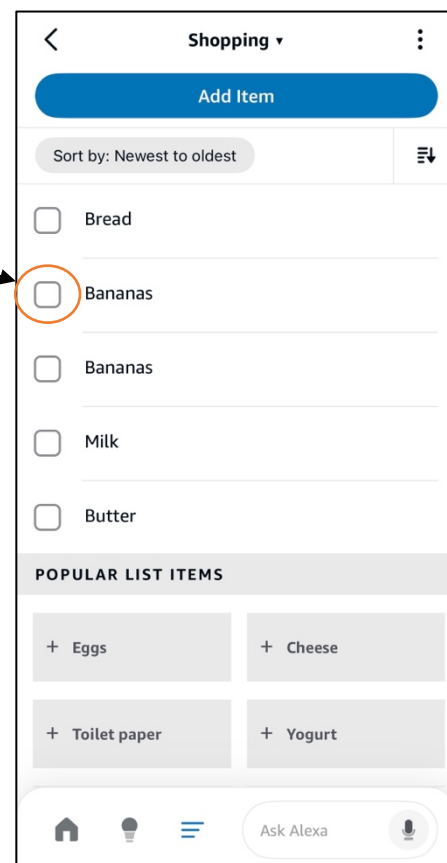 Shopping
Add Item
Sort by: Newest to oldest
Bread
Bananas
Bananas
Milk
Butter
POPULAR LIST ITEMS
+ Eggs + Cheese
+ Toilet paper + Yogurt
Ask Alexa